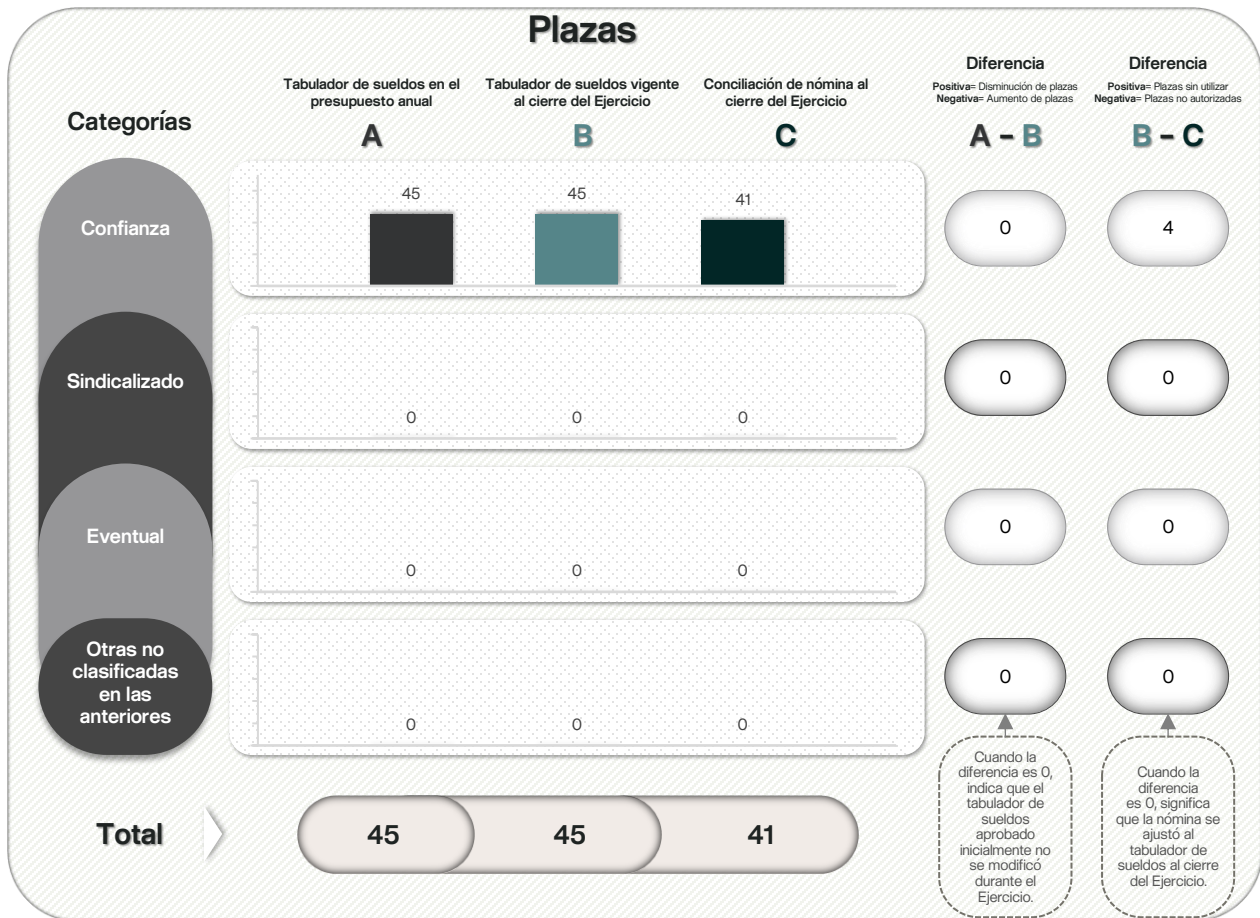 Plazas
Categorías
Tabulador de sueldos en el
presupuesto anual
A
Tabulador de sueldos vigente
al cierre del Ejercicio
B
Conciliación de nómina al
cierre del Ejercicio
C
Diferencia
Positiva= Disminución de plazas
Negativa= Aumento de plazas
A - B
Diferencia
Positiva= Plazas sin utilizar
Negativa= Plazas no autorizadas
B - C
Confianza
45
45
41
0
4
Sindicalizado
0
0
0
0
0
Eventual
0
0
0
0
0
Otras no
clasificadas
en las
anteriores
0
0
0
0
0
Total
45
45
41
Cuando la
diferencia es 0,
indica que el
tabulador de
sueldos
aprobado
inicialmente no
se modificó
durante el
Ejercicio.
Cuando la
diferencia
es 0, significa
que la nómina se
ajustó al
tabulador de
sueldos al cierre
del Ejercicio.